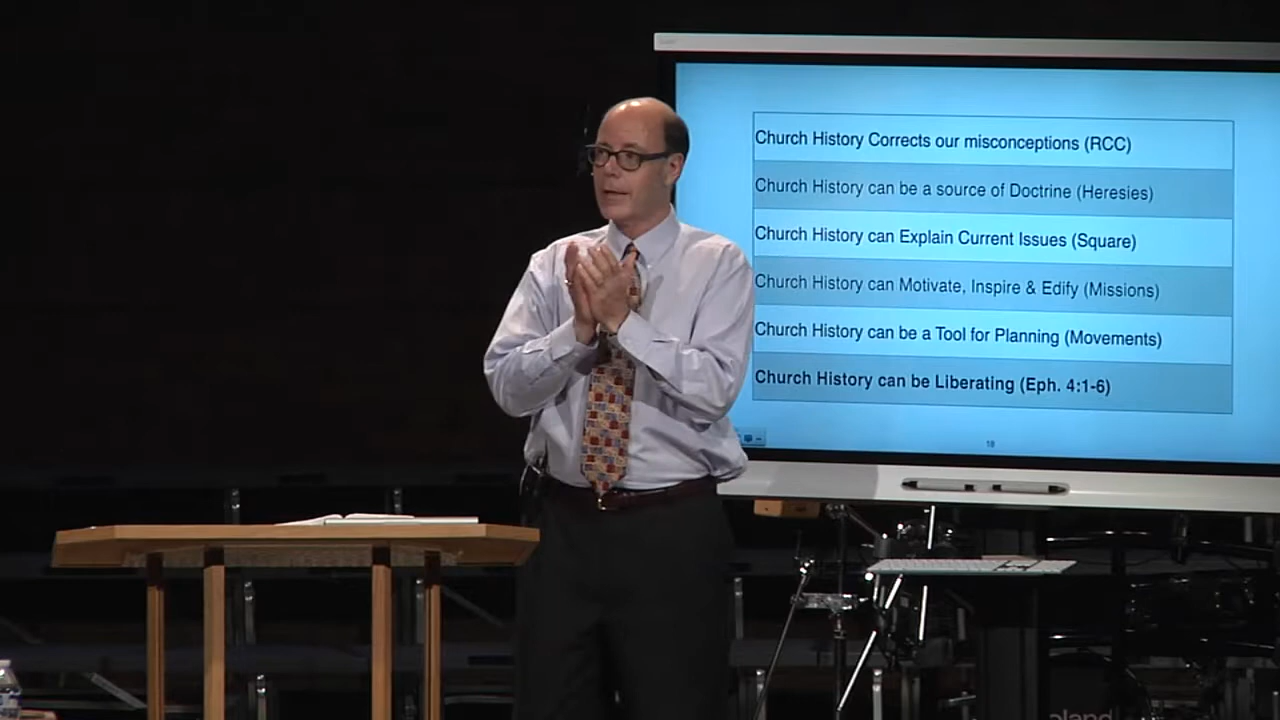 Church History Corrects our misconceptions (RCC)
Church History can be a source of Doctrine (Heresies)
Church History can Explain Current Issues (Square)
Church History can Motivate, Inspire & Edify (Missions)
Church History can be a Tool for Planning (Movements)
Church History can be Liberating (Eph. 4:1-6)
18